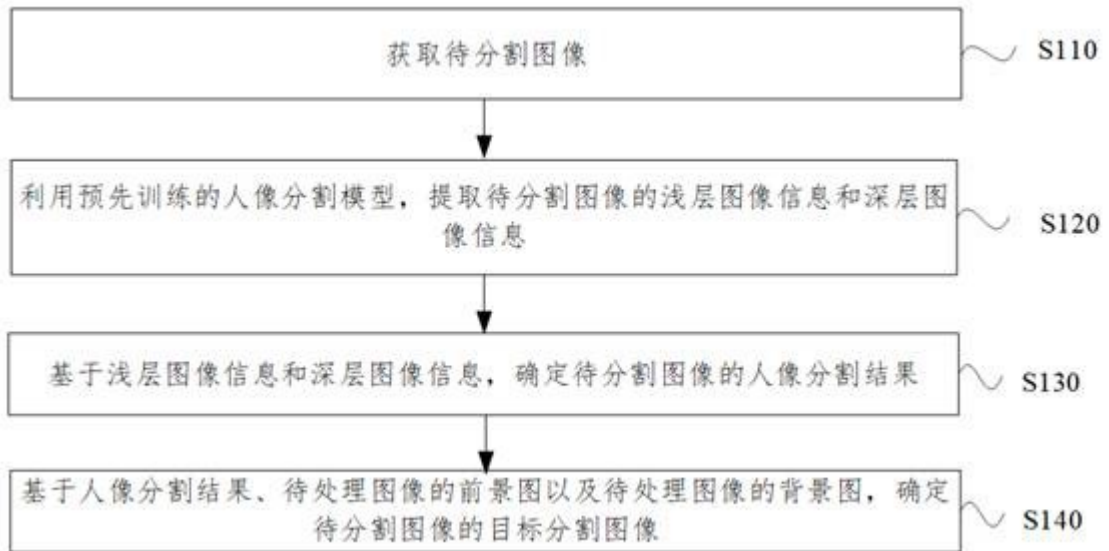 获取待分割图像
S110
利用预先训练的人像分割模型，提取待分割图像的浅层图像信息和深层图
像信息
S120
基于浅层图像信息和深层图像信息，确定待分割图像的人像分割结果
S130
基于人像分割结果、待处理图像的前景图以及待处理图像的背景图，确定
待分割图像的目标分割图像
S140